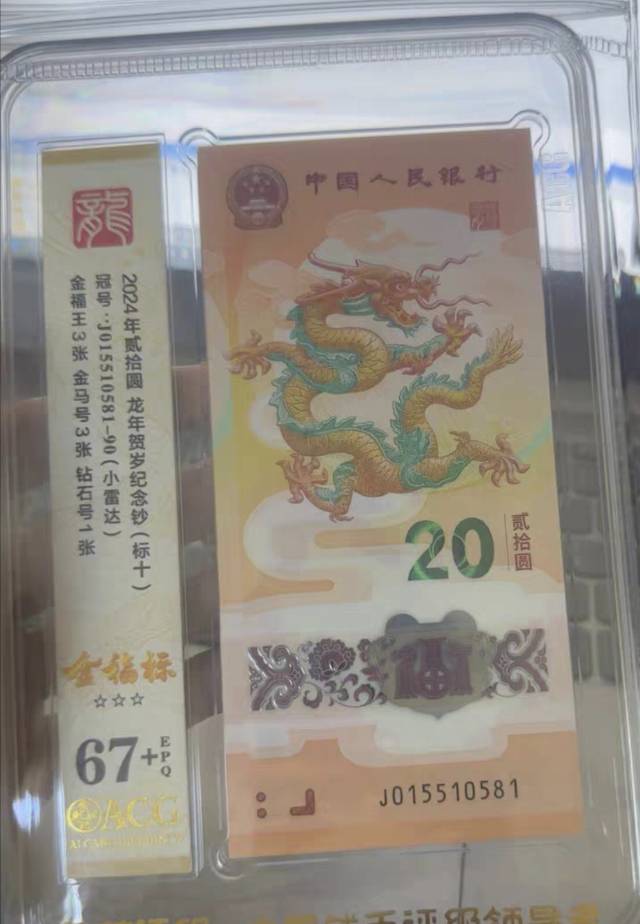 龍
2024年贰拾圆 龙年贺岁纪念钞(标十)
冠号:J015510581-90(小雷达)
金福王3张 金马号3张 钻石号1张
金福标
67+
EPQ
ACG
中国人民银行
20
贰拾圆
福
J015510581